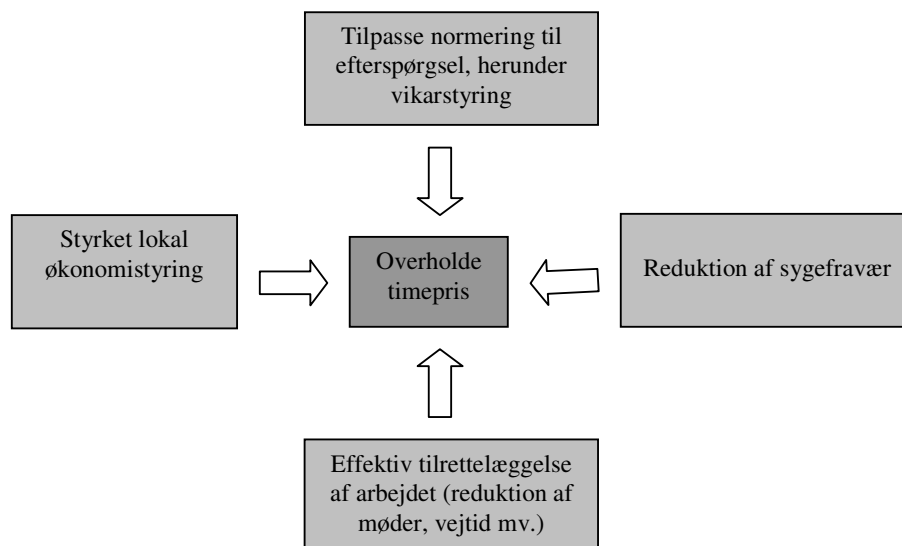 Tilpasse normering til
efterspørgsel, herunder
vikarstyring
Styrket lokal
økonomistyring
Overholde
timepris
Reduktion af sygefravær
Effektiv tilrettelæggelse
af arbejdet (reduktion af
møder, vejtid mv.)